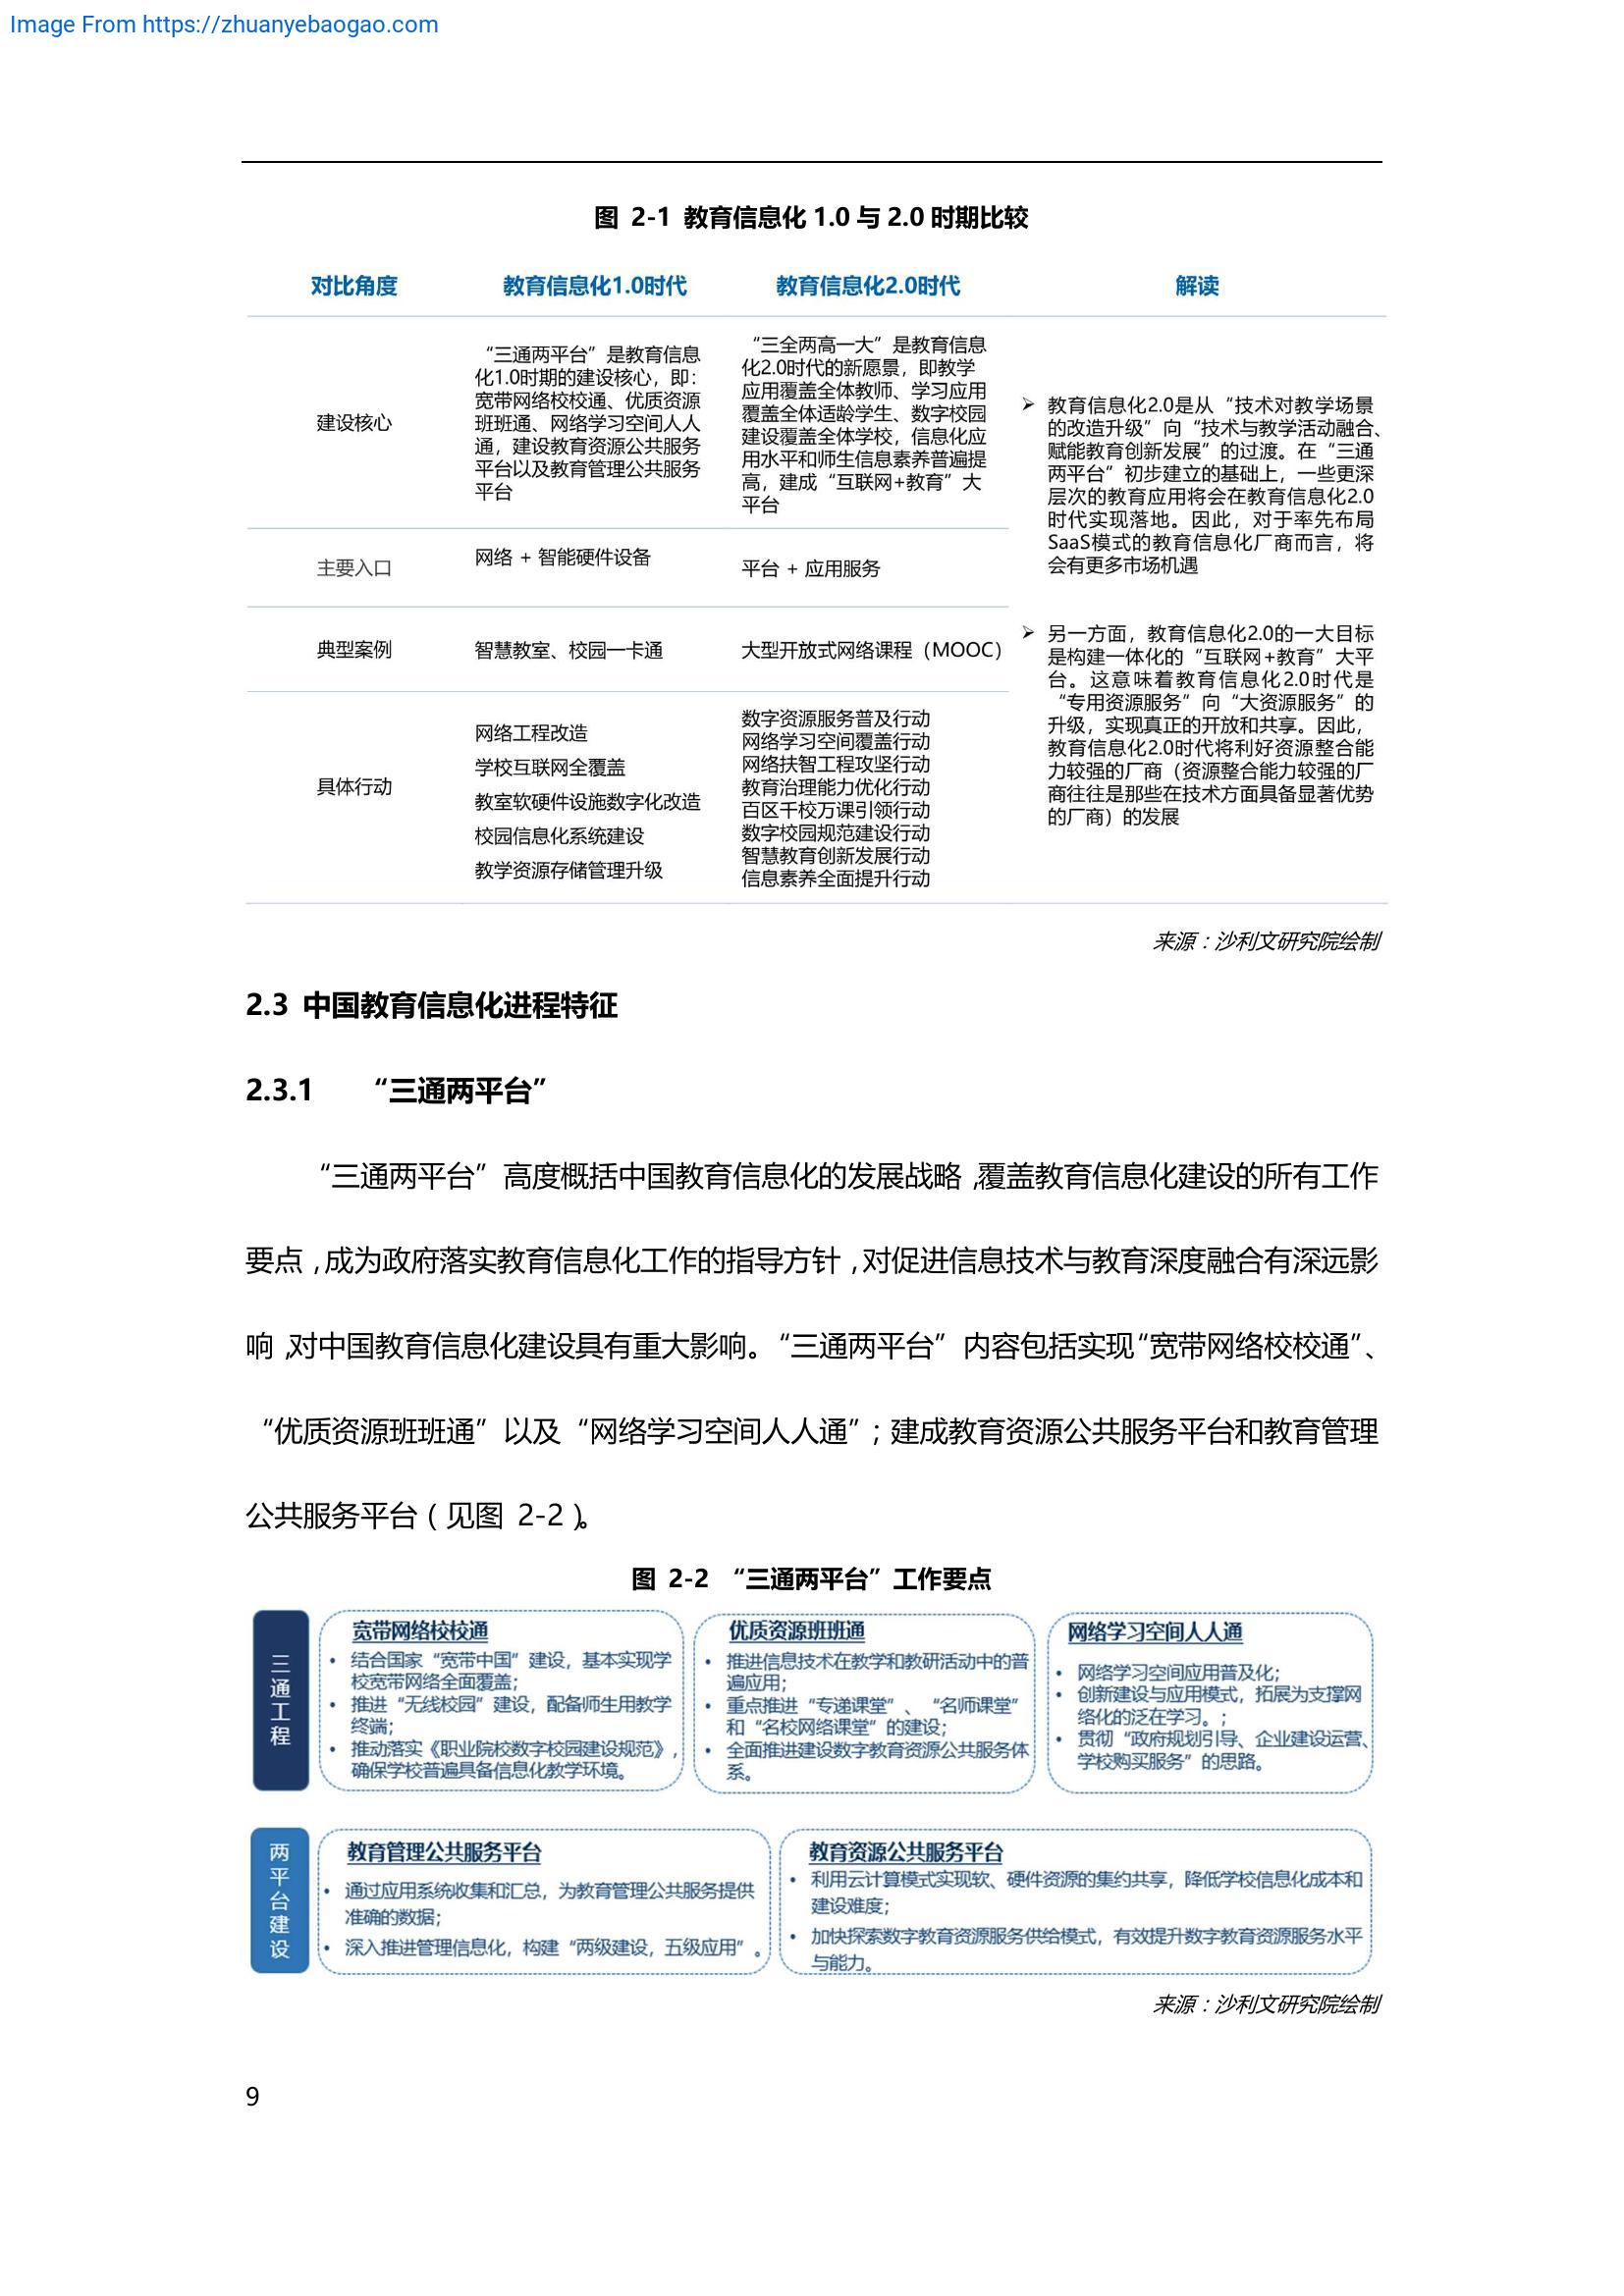 Image From https://zhuanyebaogao.com
图 2-1 教育信息化 1.0 与 2.0 时期比较
对比角度
教育信息化1.0时代
教育信息化2.0时代
解读
建设核心
“三通两平台”是教育信息
化1.0时期的建设核心，即：
宽带网络校校通、优质资源
班班通、网络学习空间人人
通，建设教育资源公共服务
平台以及教育管理公共服务
平台
“三全两高一大”是教育信息
化2.0时代的新愿景，即教学
应用覆盖全体教师、学习应用
覆盖全体适龄学生、数字校园
建设覆盖全体学校，信息化应
用水平和师生信息素养普遍提
高，建成“互联网+教育”大
平台
主要入口
网络 + 智能硬件设备
平台 + 应用服务
典型案例
智慧教室、校园一卡通
大型开放式网络课程（MOOC）
具体行动
网络工程改造
学校互联网全覆盖
教室软硬件设施数字化改造
校园信息化系统建设
教学资源存储管理升级
数字资源服务普及行动
网络学习空间覆盖行动
网络扶智工程攻坚行动
教育治理能力优化行动
百区千校万课引领行动
数字校园规范建设行动
智慧教育创新发展行动
信息素养全面提升行动
➢ 教育信息化2.0是从“技术对教学场景
的改造升级”向“技术与教学活动融合、
赋能教育创新发展”的过渡。在“三通
两平台”初步建立的基础上，一些更深
层次的教育应用将会在教育信息化2.0
时代实现落地。因此，对于率先布局
SaaS模式的教育信息化厂商而言，将
会有更多市场机遇
➢ 另一方面，教育信息化2.0的一大目标
是构建一体化的“互联网+教育”大平
台。这意味着教育信息化2.0时代是
“专用资源服务”向“大资源服务”的
升级，实现真正的开放和共享。因此，
教育信息化2.0时代将利好资源整合能
力较强的厂商（资源整合能力较强的厂
商往往是那些在技术方面具备显著优势
的厂商）的发展
来源：沙利文研究院绘制
2.3 中国教育信息化进程特征
2.3.1 “三通两平台”
“三通两平台”高度概括中国教育信息化的发展战略，覆盖教育信息化建设的所有工作
要点，成为政府落实教育信息化工作的指导方针，对促进信息技术与教育深度融合有深远影
响，对中国教育信息化建设具有重大影响。“三通两平台”内容包括实现“宽带网络校校通”、
“优质资源班班通”以及“网络学习空间人人通”；建成教育资源公共服务平台和教育管理
公共服务平台（见图 2-2）。
图 2-2 “三通两平台”工作要点
三通工程
宽带网络校校通
• 结合国家“宽带中国”建设，基本实现学
校宽带网络全面覆盖；
• 推进“无线校园”建设，配备师生用教学
终端；
• 推动落实《职业院校数字校园建设规范》，
确保学校普遍具备信息化教学环境。
优质资源班班通
• 推进信息技术在教学和教研活动中的普
遍应用；
• 重点推进“专递课堂”、“名师课堂”
和“名校网络课堂”的建设；
• 全面推进建设数字教育资源公共服务体
系。
网络学习空间人人通
• 网络学习空间应用普及化；
• 创新建设与应用模式，拓展为支撑网
络化的泛在学习。；
• 贯彻“政府规划引导、企业建设运营、
学校购买服务”的思路。
两平台建设
教育管理公共服务平台
• 通过应用系统收集和汇总，为教育管理公共服务提供
准确的数据；
• 深入推进管理信息化，构建“两级建设，五级应用”。
教育资源公共服务平台
• 利用云计算模式实现软、硬件资源的集约共享，降低学校信息化成本和
建设难度；
• 加快探索数字教育资源服务供给模式，有效提升数字教育资源服务水平
与能力。
来源：沙利文研究院绘制
9